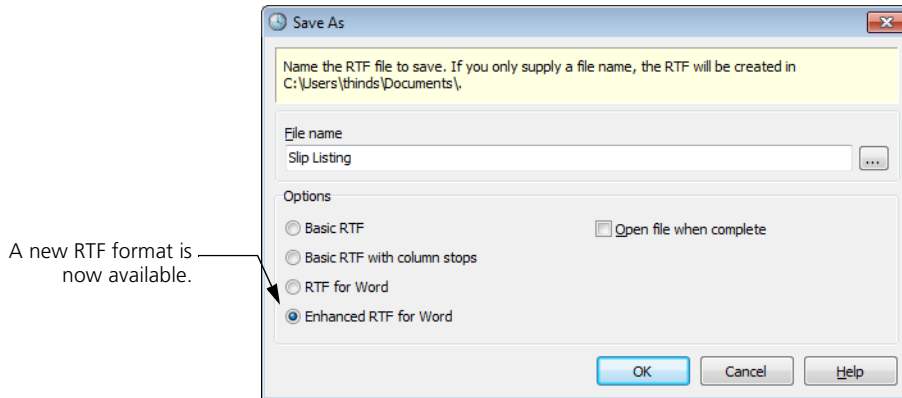 Save As
Name the RTF file to save. If you only supply a file name, the RTF will be created in
C:\Users\thinds\Documents\.
File name
Slip Listing
...
Options
Basic RTF
Open file when complete
Basic RTF with column stops
RTF for Word
Enhanced RTF for Word
A new RTF format is
now available.
OK
Cancel
Help